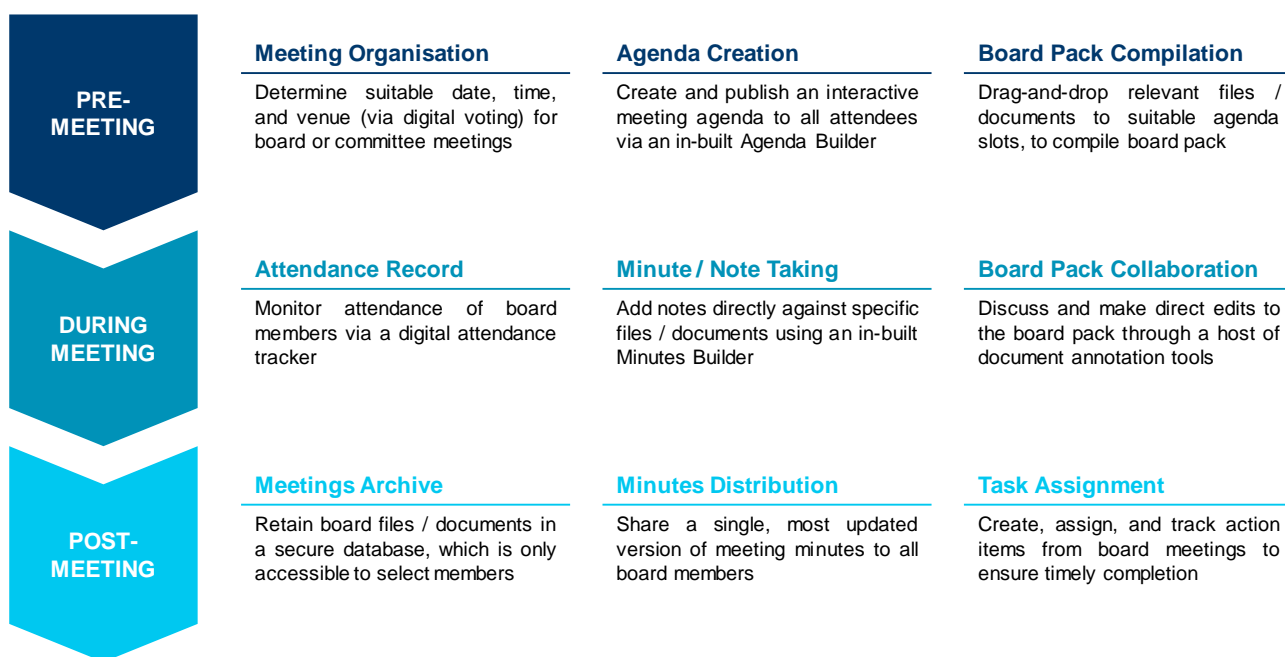 PRE-
MEETING
Meeting Organisation
Determine suitable date, time,
and venue (via digital voting) for
board or committee meetings
Agenda Creation
Create and publish an interactive
meeting agenda to all attendees
via an in-built Agenda Builder
Board Pack Compilation
Drag-and-drop relevant files /
documents to suitable agenda
slots, to compile board pack
DURING
MEETING
Attendance Record
Monitor attendance of board
members via a digital attendance
tracker
Minute / Note Taking
Add notes directly against specific
files / documents using an in-built
Minutes Builder
Board Pack Collaboration
Discuss and make direct edits to
the board pack through a host of
document annotation tools
POST-
MEETING
Meetings Archive
Retain board files / documents in
a secure database, which is only
accessible to select members
Minutes Distribution
Share a single, most updated
version of meeting minutes to all
board members
Task Assignment
Create, assign, and track action
items from board meetings to
ensure timely completion